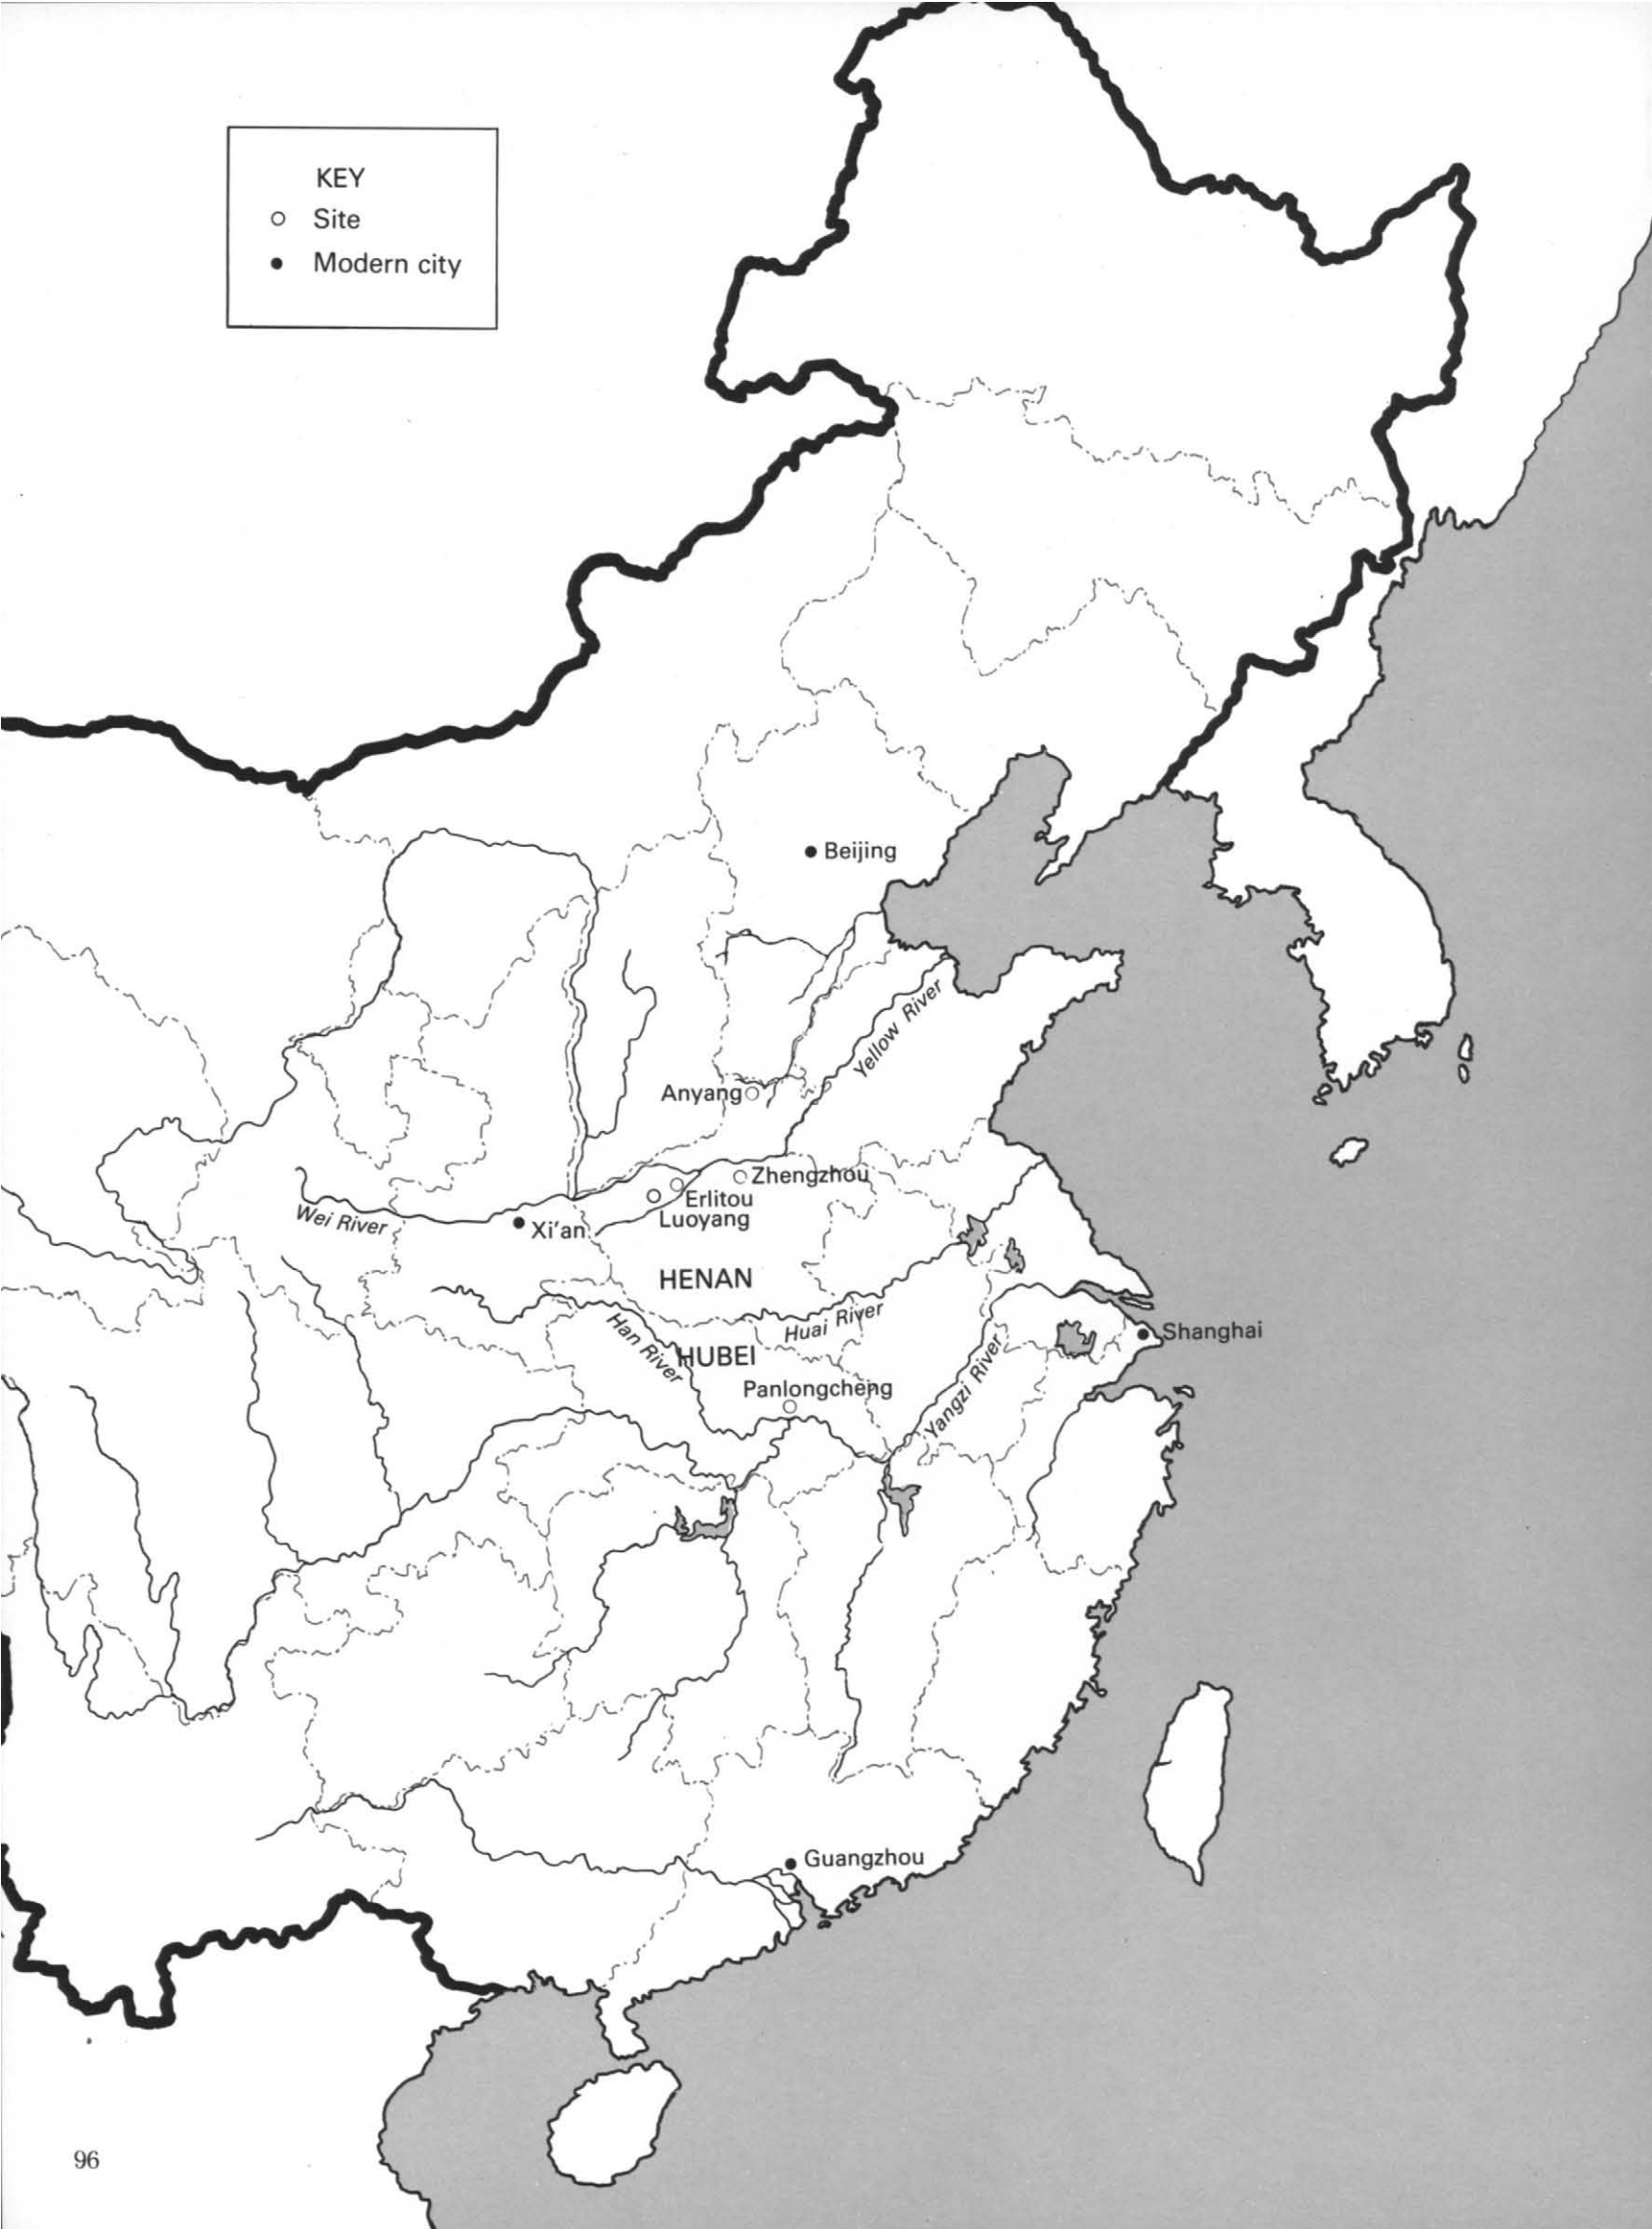 KEY
Site
Modern city
Beijing
Yellow River
Anyang
Zhengzhou
Erlitou
Luoyang
Wei River
Xi'an
HENAN
Huai River
Han River
HUBEI
Shanghai
Yangzi River
Panlongcheng
Guangzhou
96